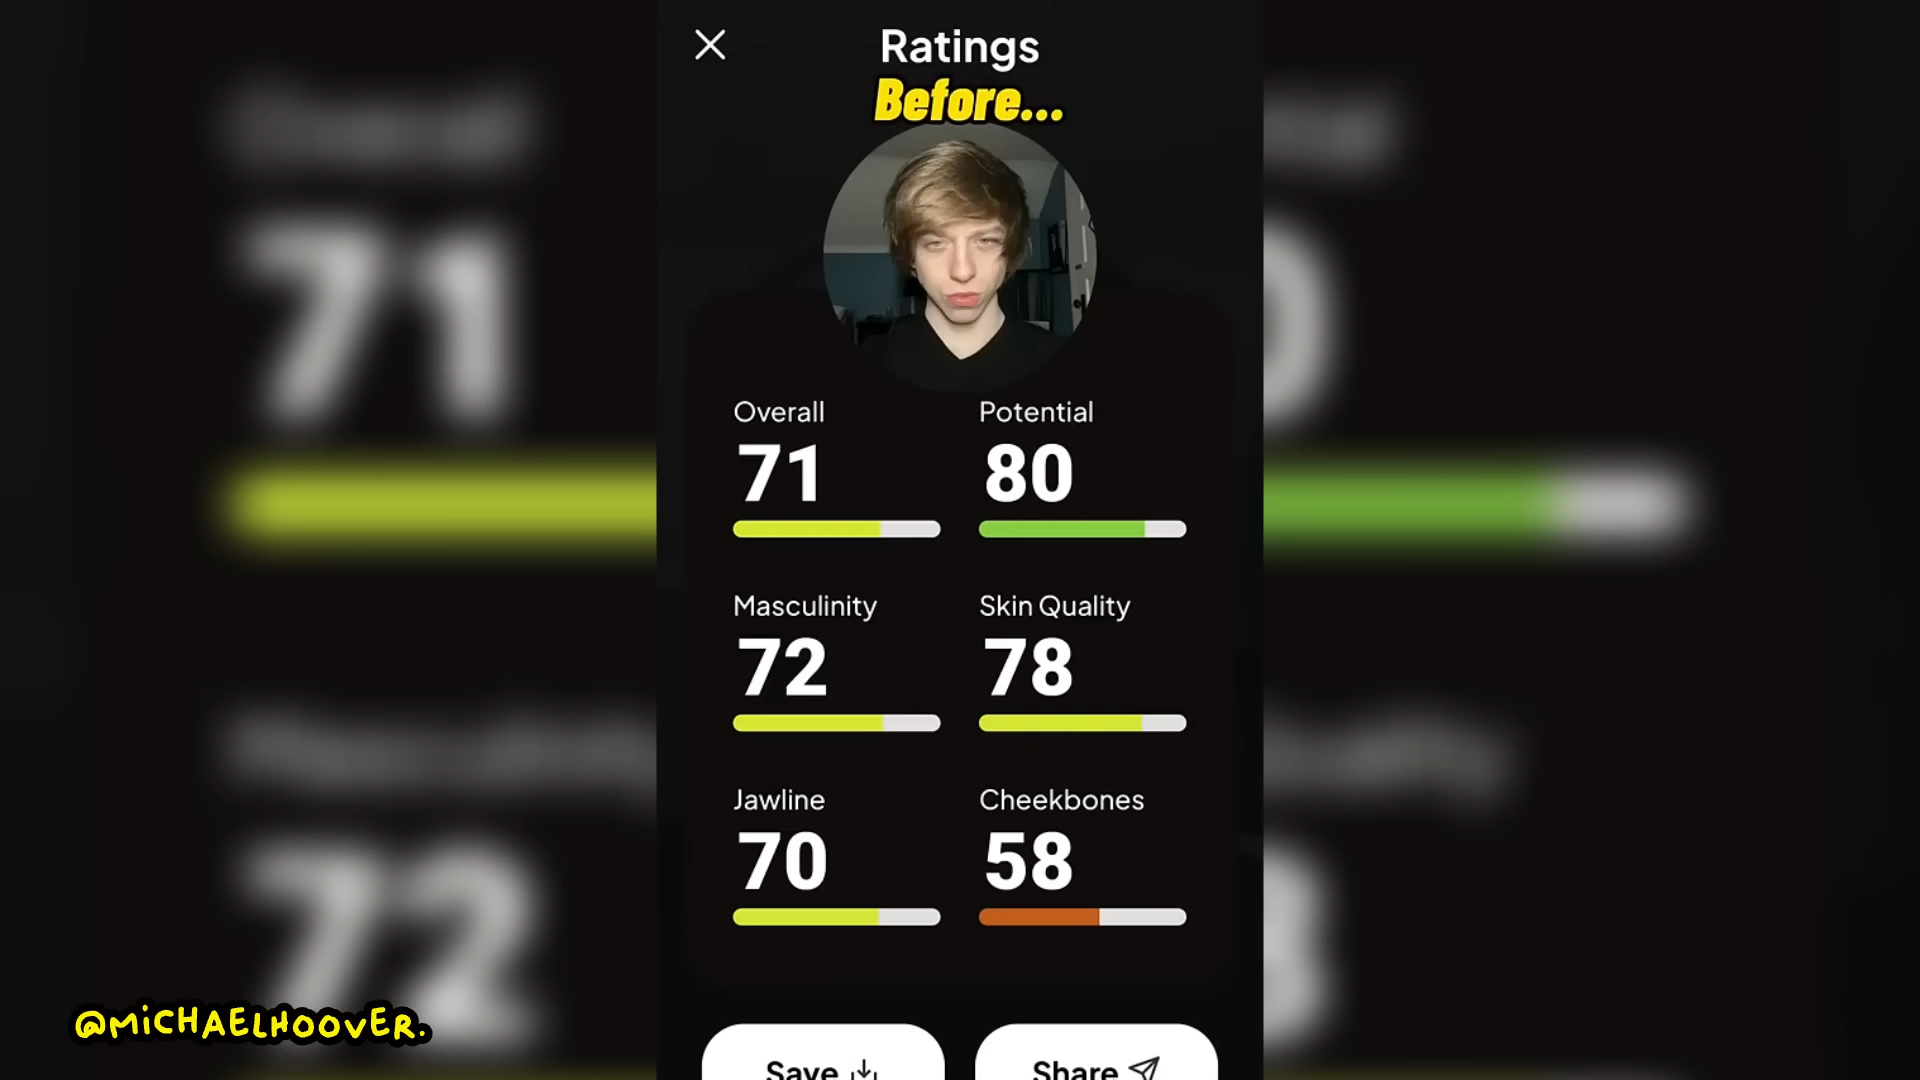 Ratings
Before...
Overall
71
Potential
80
Masculinity
72
Skin Quality
78
Jawline
70
Cheekbones
58
Save
Share
@MiCHAELHOOVER.